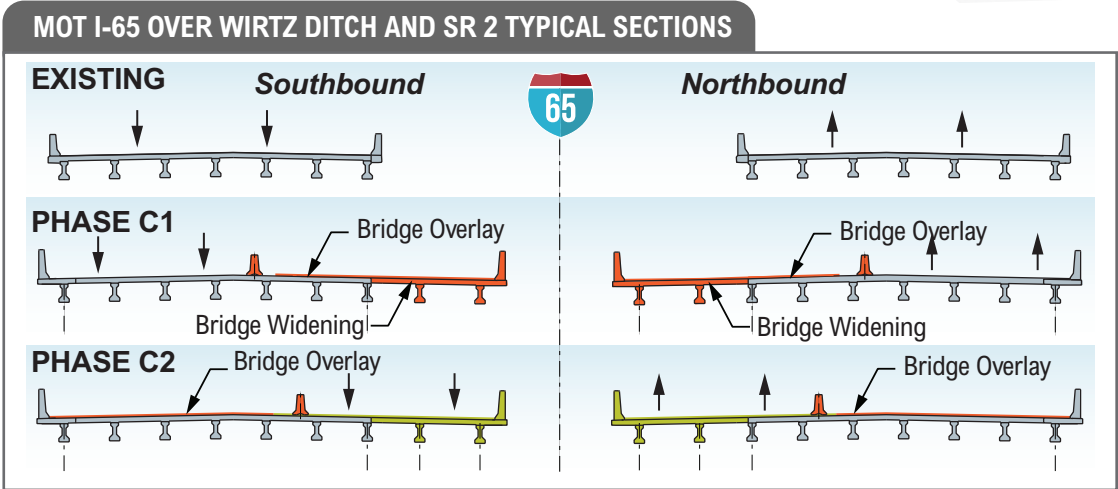 MOT I-65 OVER WIRTZ DITCH AND SR 2 TYPICAL SECTIONS
EXISTING
Southbound
65
Northbound
PHASE C1
Bridge Overlay
Bridge Overlay
Bridge Widening
Bridge Widening
PHASE C2
Bridge Overlay
Bridge Overlay